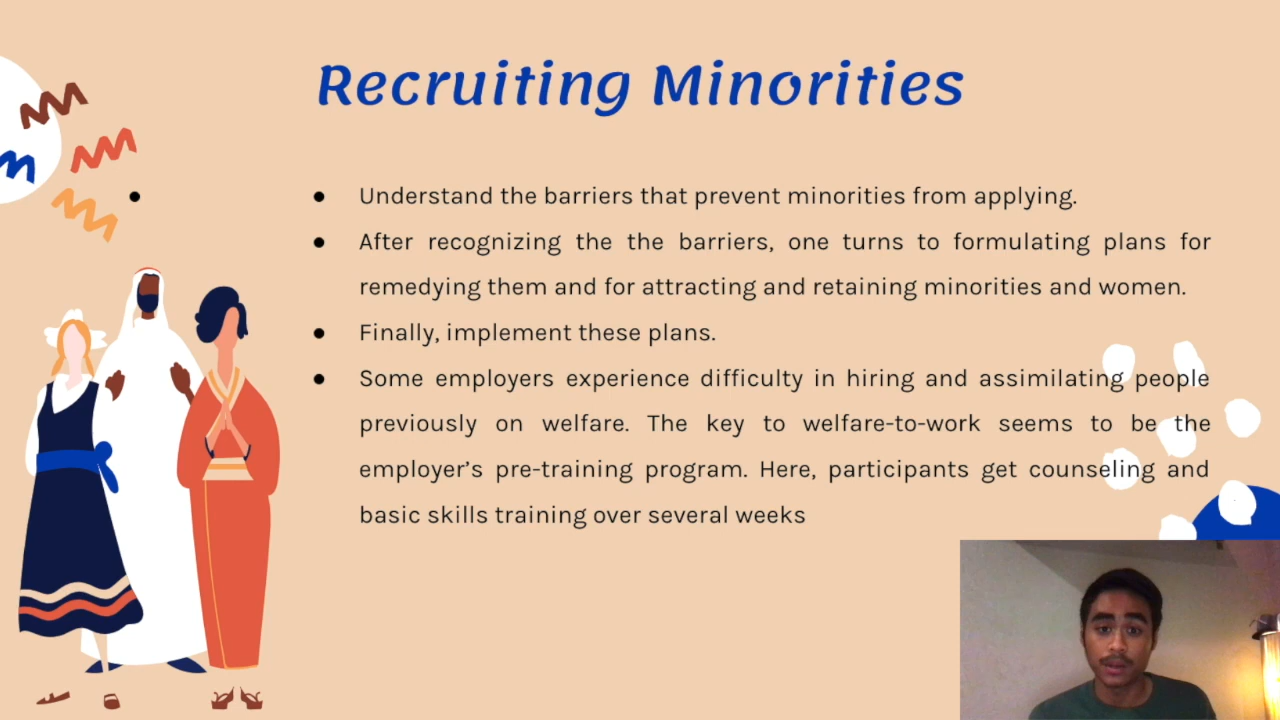 Recruiting Minorities
● Understand the barriers that prevent minorities from applying.
● After recognizing the the barriers, one turns to formulating plans for
remedying them and for attracting and retaining minorities and women.
● Finally, implement these plans.
● Some employers experience difficulty in hiring and assimilating people
previously on welfare. The key to welfare-to-work seems to be the
employer's pre-training program. Here, participants get counseling and
basic skills training over several weeks